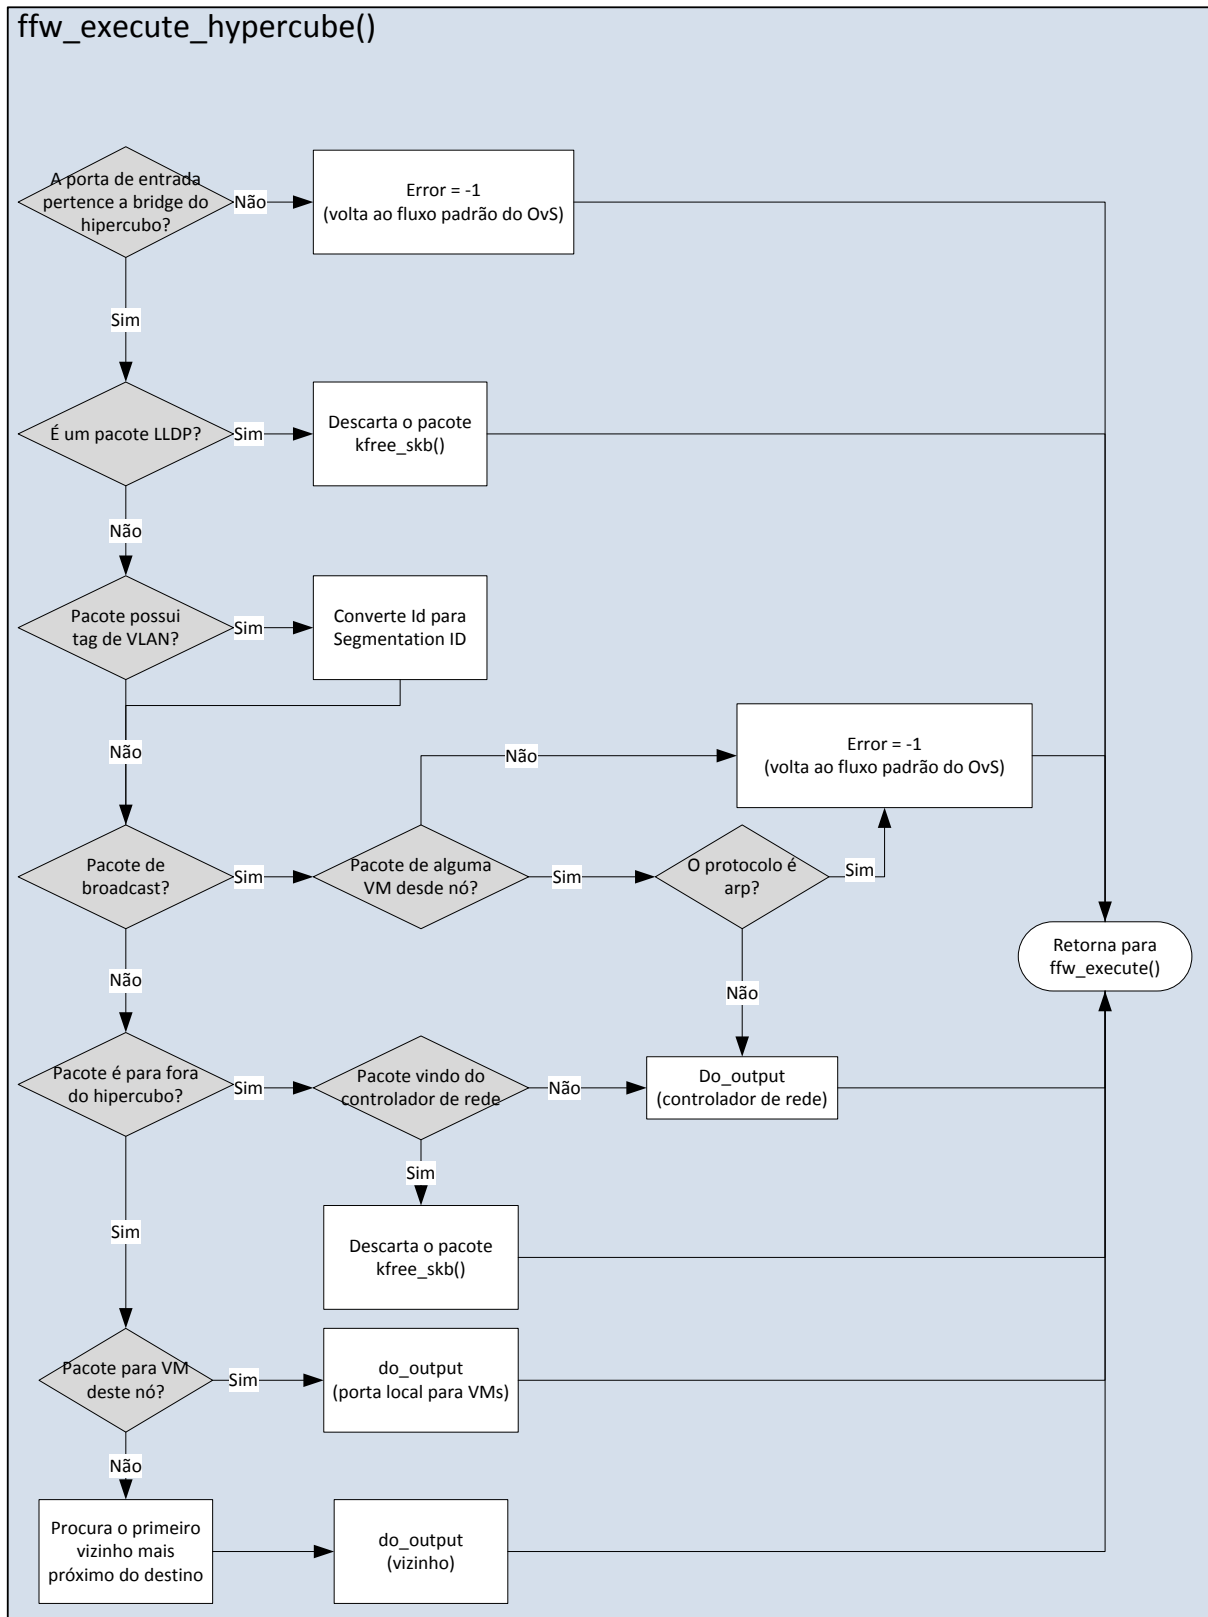 ffw_execute_hypercube()
A porta de entrada
pertence a bridge do
hipercubo?
Não
Error = -1
(volta ao fluxo padrão do OvS)
Sim
É um pacote LLDP?
Sim
Descarta o pacote
kfree_skb()
Não
Pacote possui
tag de VLAN?
Sim
Converte Id para
Segmentation ID
Não
Não
Error = -1
(volta ao fluxo padrão do OvS)
Pacote de
broadcast?
Sim
Pacote de alguma
VM desde nó?
Sim
O protocolo é
arp?
Sim
Retorna para
ffw_execute()
Não
Não
Pacote é para fora
do hipercubo?
Sim
Pacote vindo do
controlador de rede
Não
Do_output
(controlador de rede)
Sim
Sim
Descarta o pacote
kfree_skb()
Pacote para VM
deste nó?
Sim
do_output
(porta local para VMs)
Não
Procura o primeiro
vizinho mais
próximo do destino
do_output
(vizinho)